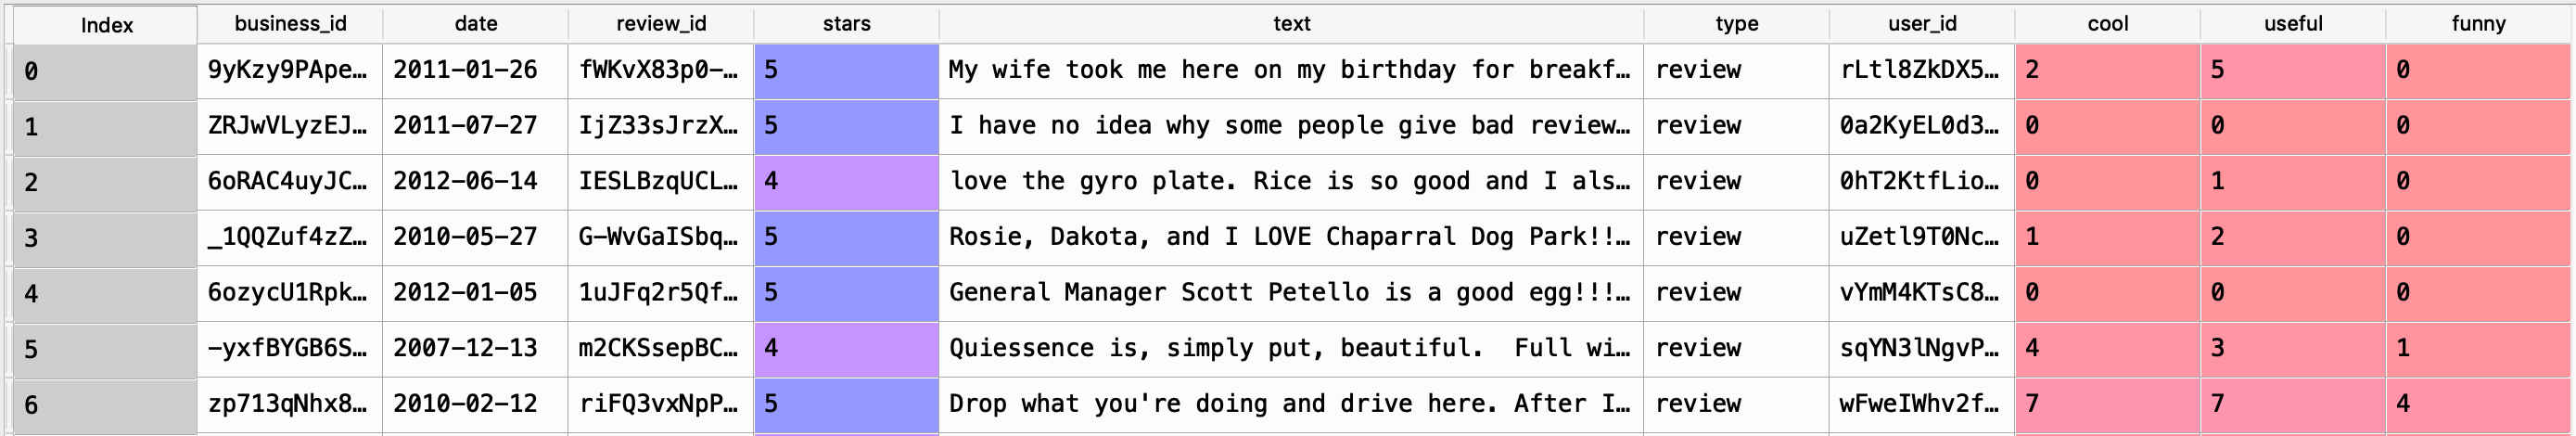 Index business_id date review_id stars text type user_id cool useful funny
0 9yKzy9PApe… 2011-01-26 fWKvX83p0-… 5 My wife took me here on my birthday for breakf… review rLtl8ZkDX5… 2 5 0
1 ZRJwVLyzEJ… 2011-07-27 IjZ33sJrzX… 5 I have no idea why some people give bad review… review 0a2KyEL0d3… 0 0 0
2 6oRAC4uyJC… 2012-06-14 IESLBzqUCL… 4 love the gyro plate. Rice is so good and I als… review 0hT2KtfLio… 0 1 0
3 _1QQZuf4zZ… 2010-05-27 G-WvGaISbq… 5 Rosie, Dakota, and I LOVE Chaparral Dog Park!!… review uZetl9T0Nc… 1 2 0
4 6ozycU1Rpk… 2012-01-05 1uJFq2r5Qf… 5 General Manager Scott Petello is a good egg!!!… review vYmM4KTsC8… 0 0 0
5 -yxfBYGB6S… 2007-12-13 m2CKSsepBC… 4 Quiessence is, simply put, beautiful.  Full wi… review sqYN3lNgvP… 4 3 1
6 zp713qNhx8… 2010-02-12 riFQ3vxNpP… 5 Drop what you're doing and drive here. After I… review wFweIWhv2f… 7 7 4